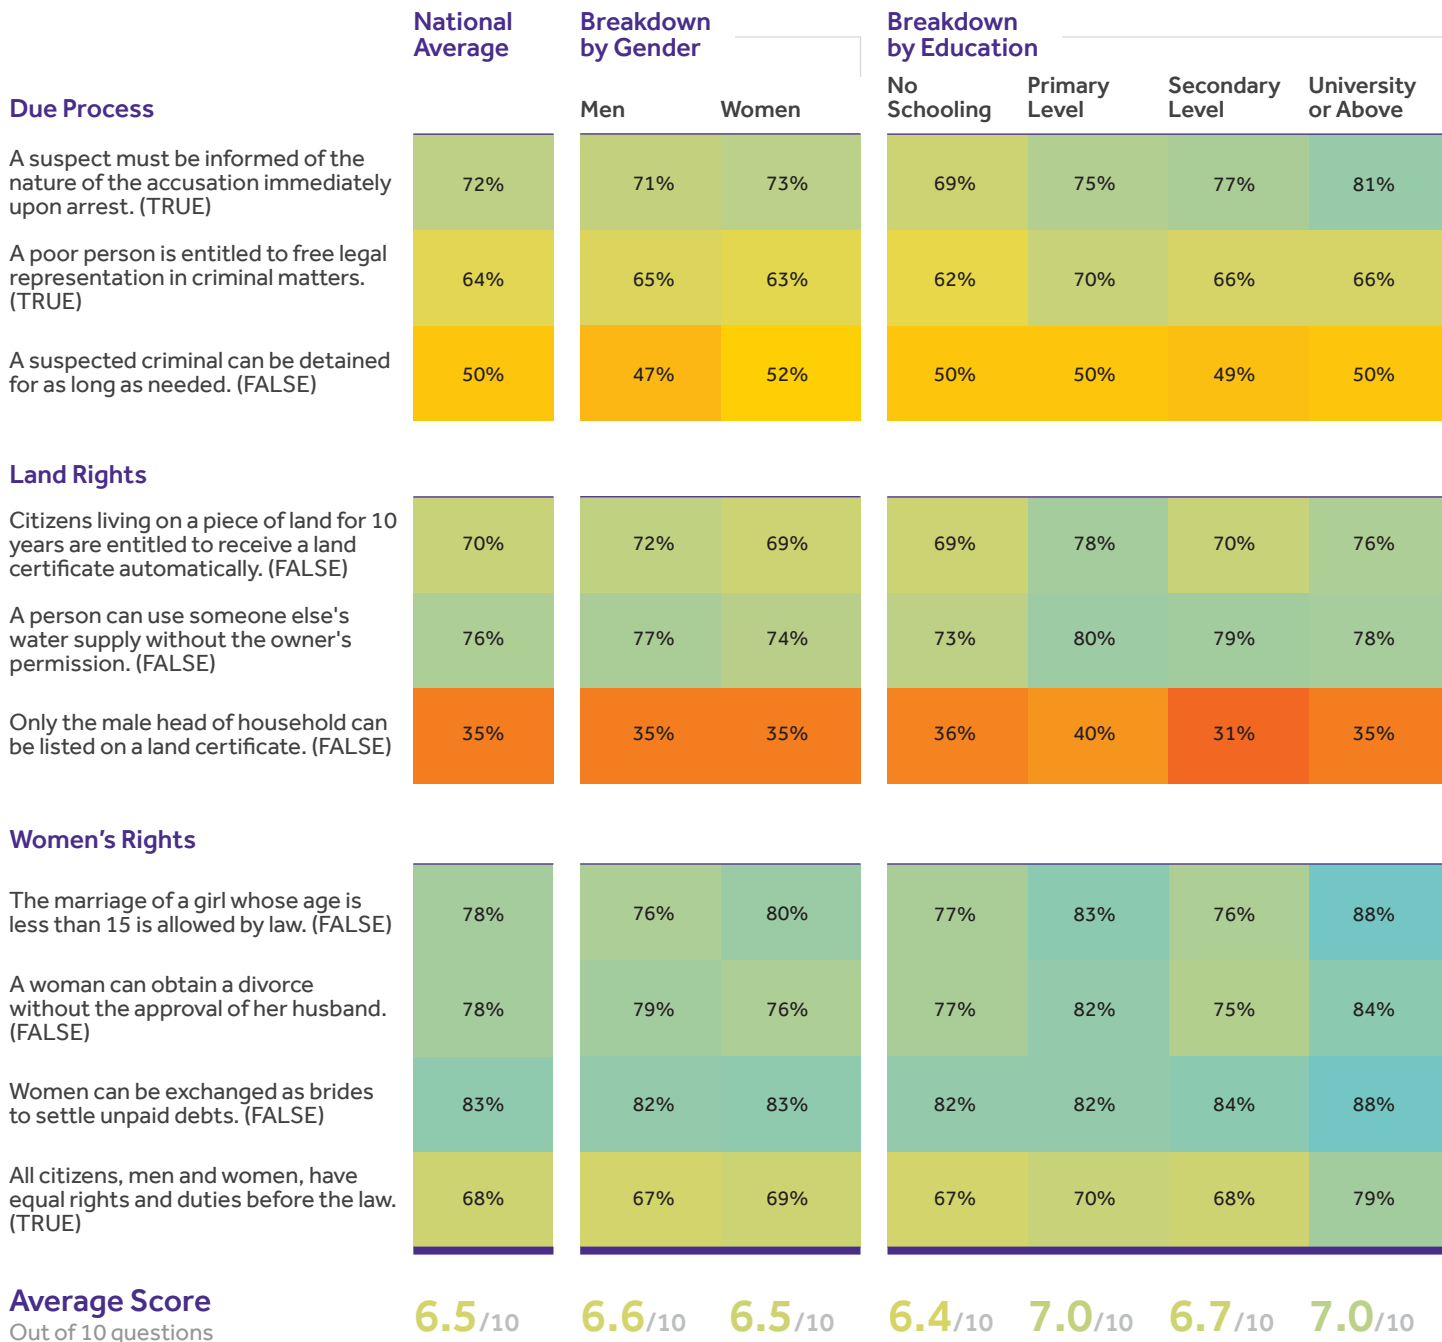 National Average
Breakdown by Gender
Breakdown by Education
Due Process
Men
Women
No Schooling
Primary Level
Secondary Level
University or Above
A suspect must be informed of the
nature of the accusation immediately
upon arrest. (TRUE)
72%
71%
73%
69%
75%
77%
81%
A poor person is entitled to free legal
representation in criminal matters.
(TRUE)
64%
65%
63%
62%
70%
66%
66%
A suspected criminal can be detained
for as long as needed. (FALSE)
50%
47%
52%
50%
50%
49%
50%
Land Rights
Citizens living on a piece of land for 10
years are entitled to receive a land
certificate automatically. (FALSE)
70%
72%
69%
69%
78%
70%
76%
A person can use someone else's
water supply without the owner's
permission. (FALSE)
76%
77%
74%
73%
80%
79%
78%
Only the male head of household can
be listed on a land certificate. (FALSE)
35%
35%
35%
36%
40%
31%
35%
Women’s Rights
The marriage of a girl whose age is
less than 15 is allowed by law. (FALSE)
78%
76%
80%
77%
83%
76%
88%
A woman can obtain a divorce
without the approval of her husband.
(FALSE)
78%
79%
76%
77%
82%
75%
84%
Women can be exchanged as brides
to settle unpaid debts. (FALSE)
83%
82%
83%
82%
82%
84%
88%
All citizens, men and women, have
equal rights and duties before the law.
(TRUE)
68%
67%
69%
67%
70%
68%
79%
Average Score
Out of 10 questions
6.5/10
6.6/10
6.5/10
6.4/10
7.0/10
6.7/10
7.0/10